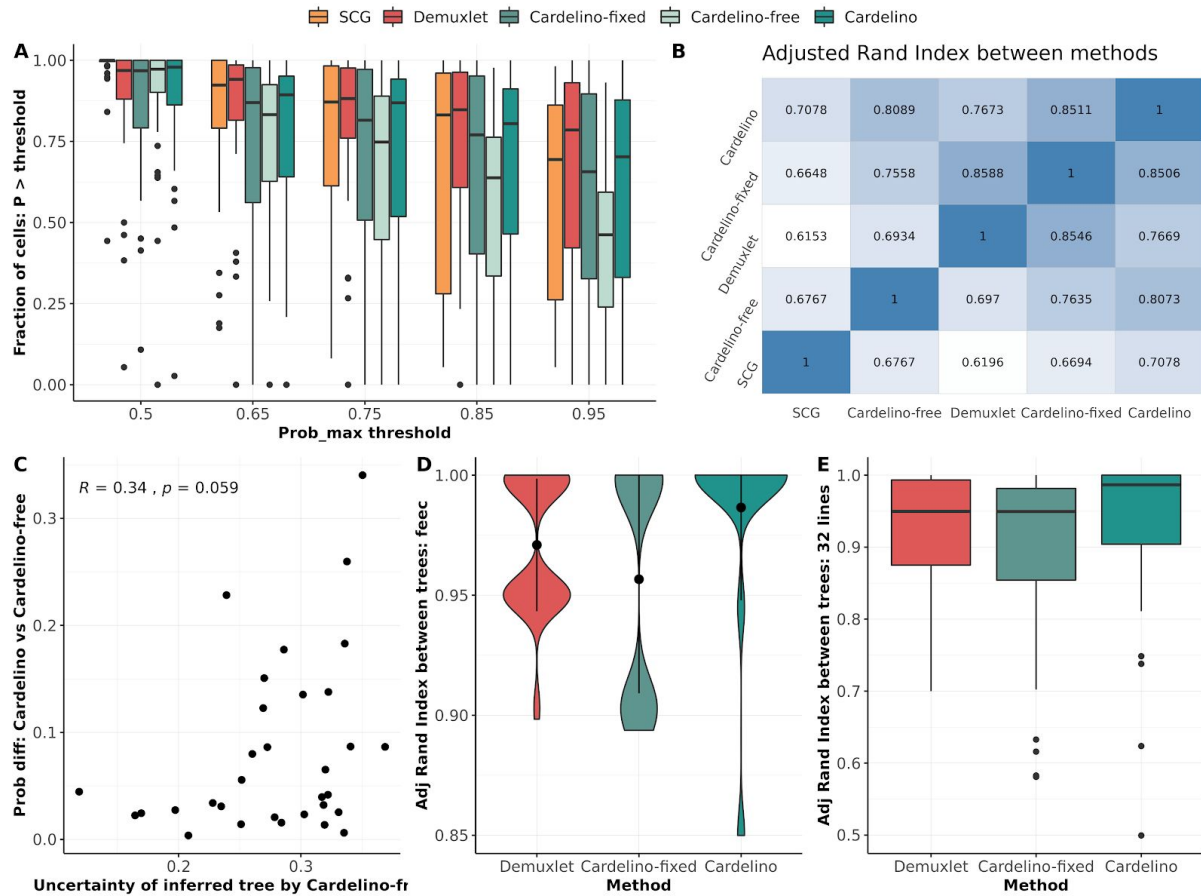 SCG Demuxlet Cardelino-fixed Cardelino-free Cardelino
A
Fraction of cells: P > threshold
1.00
0.75
0.50
0.25
0.00
0.5 0.65 0.75 0.85 0.95
Prob_max threshold
B
Adjusted Rand Index between methods
Cardelino 0.7078 0.8089 0.7673 0.8511 1
Cardelino-fixed 0.6648 0.7558 0.8588 1 0.8506
Demuxlet 0.6153 0.6934 1 0.8546 0.7669
Cardelino-free 0.6767 1 0.697 0.7635 0.8073
SCG 1 0.6767 0.6196 0.6694 0.7078
SCG Cardelino-free Demuxlet Cardelino-fixed Cardelino
C
Prob diff: Cardelino vs Cardelino-free
R = 0.34 , p = 0.059
0.3
0.2
0.1
0.0
0.2 0.3
Uncertainty of inferred tree by Cardelino-fr
D
Adj Rand Index between trees: feec
1.00
0.95
0.90
0.85
Demuxlet Cardelino-fixed Cardelino
Method
E
Adj Rand Index between trees: 32 lines
1.0
0.9
0.8
0.7
0.6
0.5
Demuxlet Cardelino-fixed Cardelino
Method